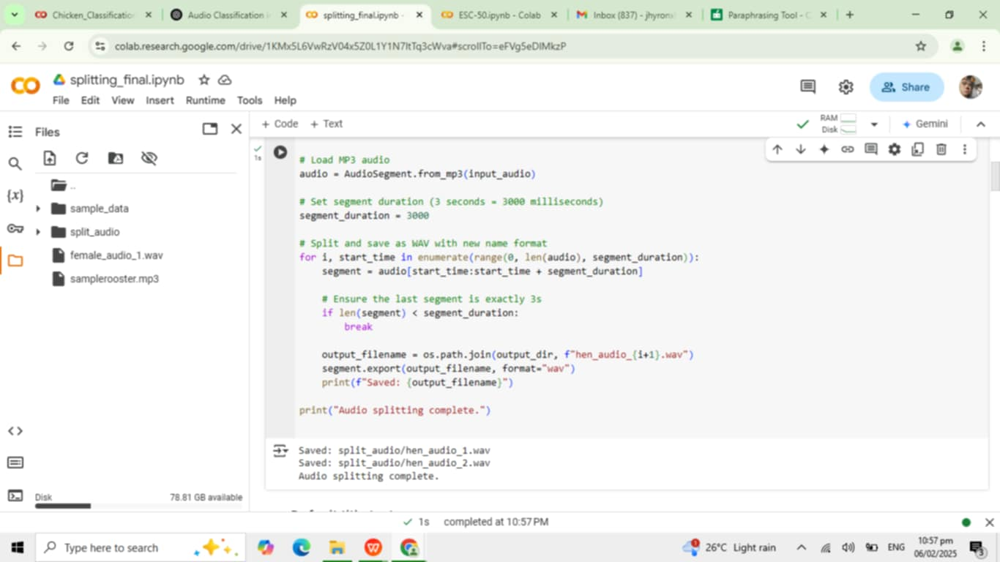 Chicken_Classification
Audio Classification i
splitting_final.ipynb -
ESC-50.ipynb - Colab
Inbox (837) - jhyronx
Paraphrasing Tool - C
colab.research.google.com/drive/1KMx5L6VwRzV04x5Z0L1Y1N7ltTq3cWva#scrollTo=eFVg5eDlMkzP
splitting_final.ipynb
File Edit View Insert Runtime Tools Help
Share
Files
+ Code + Text
RAM
Disk
Gemini
..
sample_data
split_audio
female_audio_1.wav
samplerooster.mp3
1s
# Load MP3 audio
audio = AudioSegment.from_mp3(input_audio)
# Set segment duration (3 seconds = 3000 milliseconds)
segment_duration = 3000
# Split and save as WAV with new name format
for i, start_time in enumerate(range(0, len(audio), segment_duration)):
segment = audio[start_time:start_time + segment_duration]
# Ensure the last segment is exactly 3s
if len(segment) < segment_duration:
break
output_filename = os.path.join(output_dir, f"hen_audio_{i+1}.wav")
segment.export(output_filename, format="wav")
print(f"Saved: {output_filename}")
print("Audio splitting complete.")
Saved: split_audio/hen_audio_1.wav
Saved: split_audio/hen_audio_2.wav
Audio splitting complete.
Disk 78.81 GB available
1s completed at 10:57 PM
Type here to search
26°C Light rain
ENG
10:57 pm
06/02/2025
3